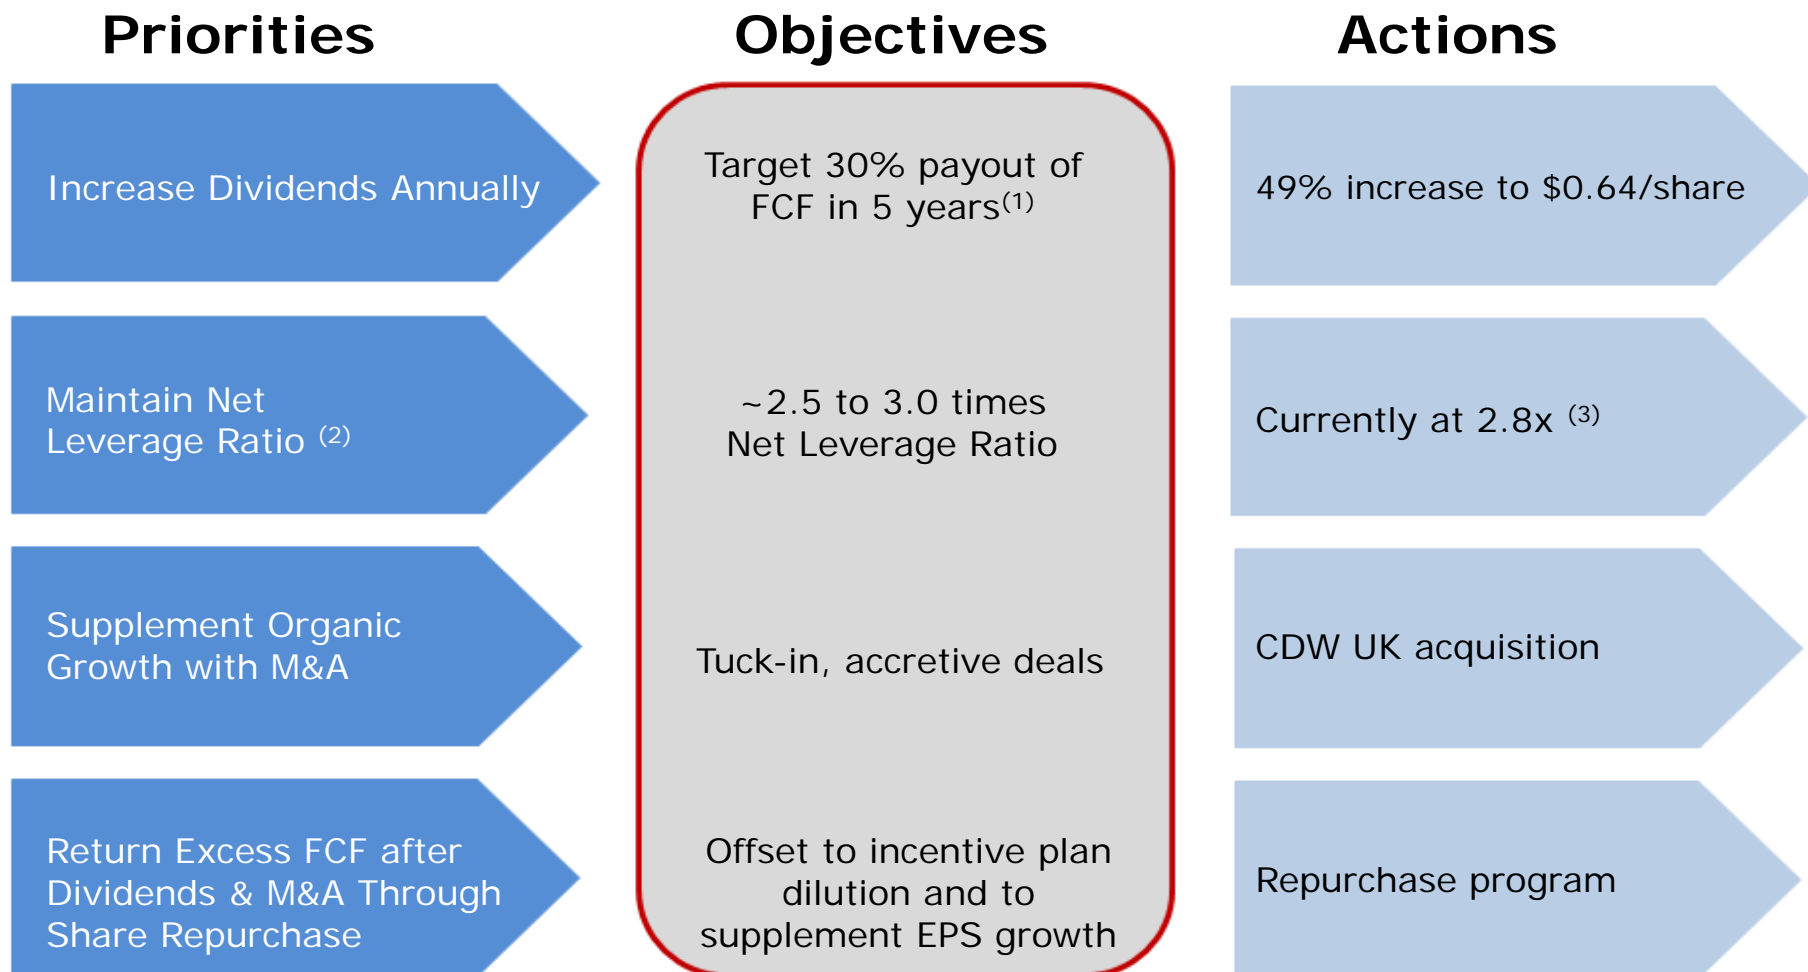 Priorities
Objectives
Actions
Increase Dividends Annually
Target 30% payout of
FCF in 5 years(1)
49% increase to $0.64/share
Maintain Net
Leverage Ratio (2)
~2.5 to 3.0 times
Net Leverage Ratio
Currently at 2.8x (3)
Supplement Organic
Growth with M&A
Tuck-in, accretive deals
CDW UK acquisition
Return Excess FCF after
Dividends & M&A Through
Share Repurchase
Offset to incentive plan
dilution and to
supplement EPS growth
Repurchase program